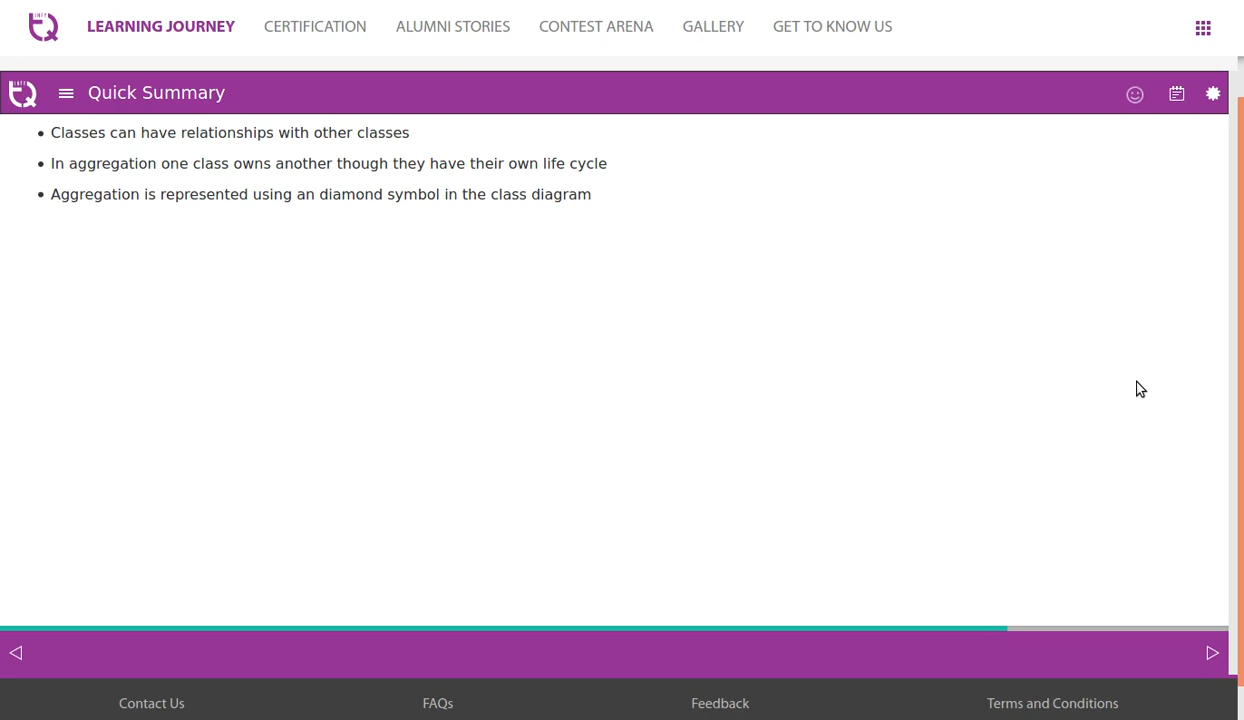 LEARNING JOURNEY CERTIFICATION ALUMNI STORIES CONTEST ARENA GALLERY GET TO KNOW US
Quick Summary
• Classes can have relationships with other classes
• In aggregation one class owns another though they have their own life cycle
• Aggregation is represented using an diamond symbol in the class diagram
Contact Us FAQs Feedback Terms and Conditions